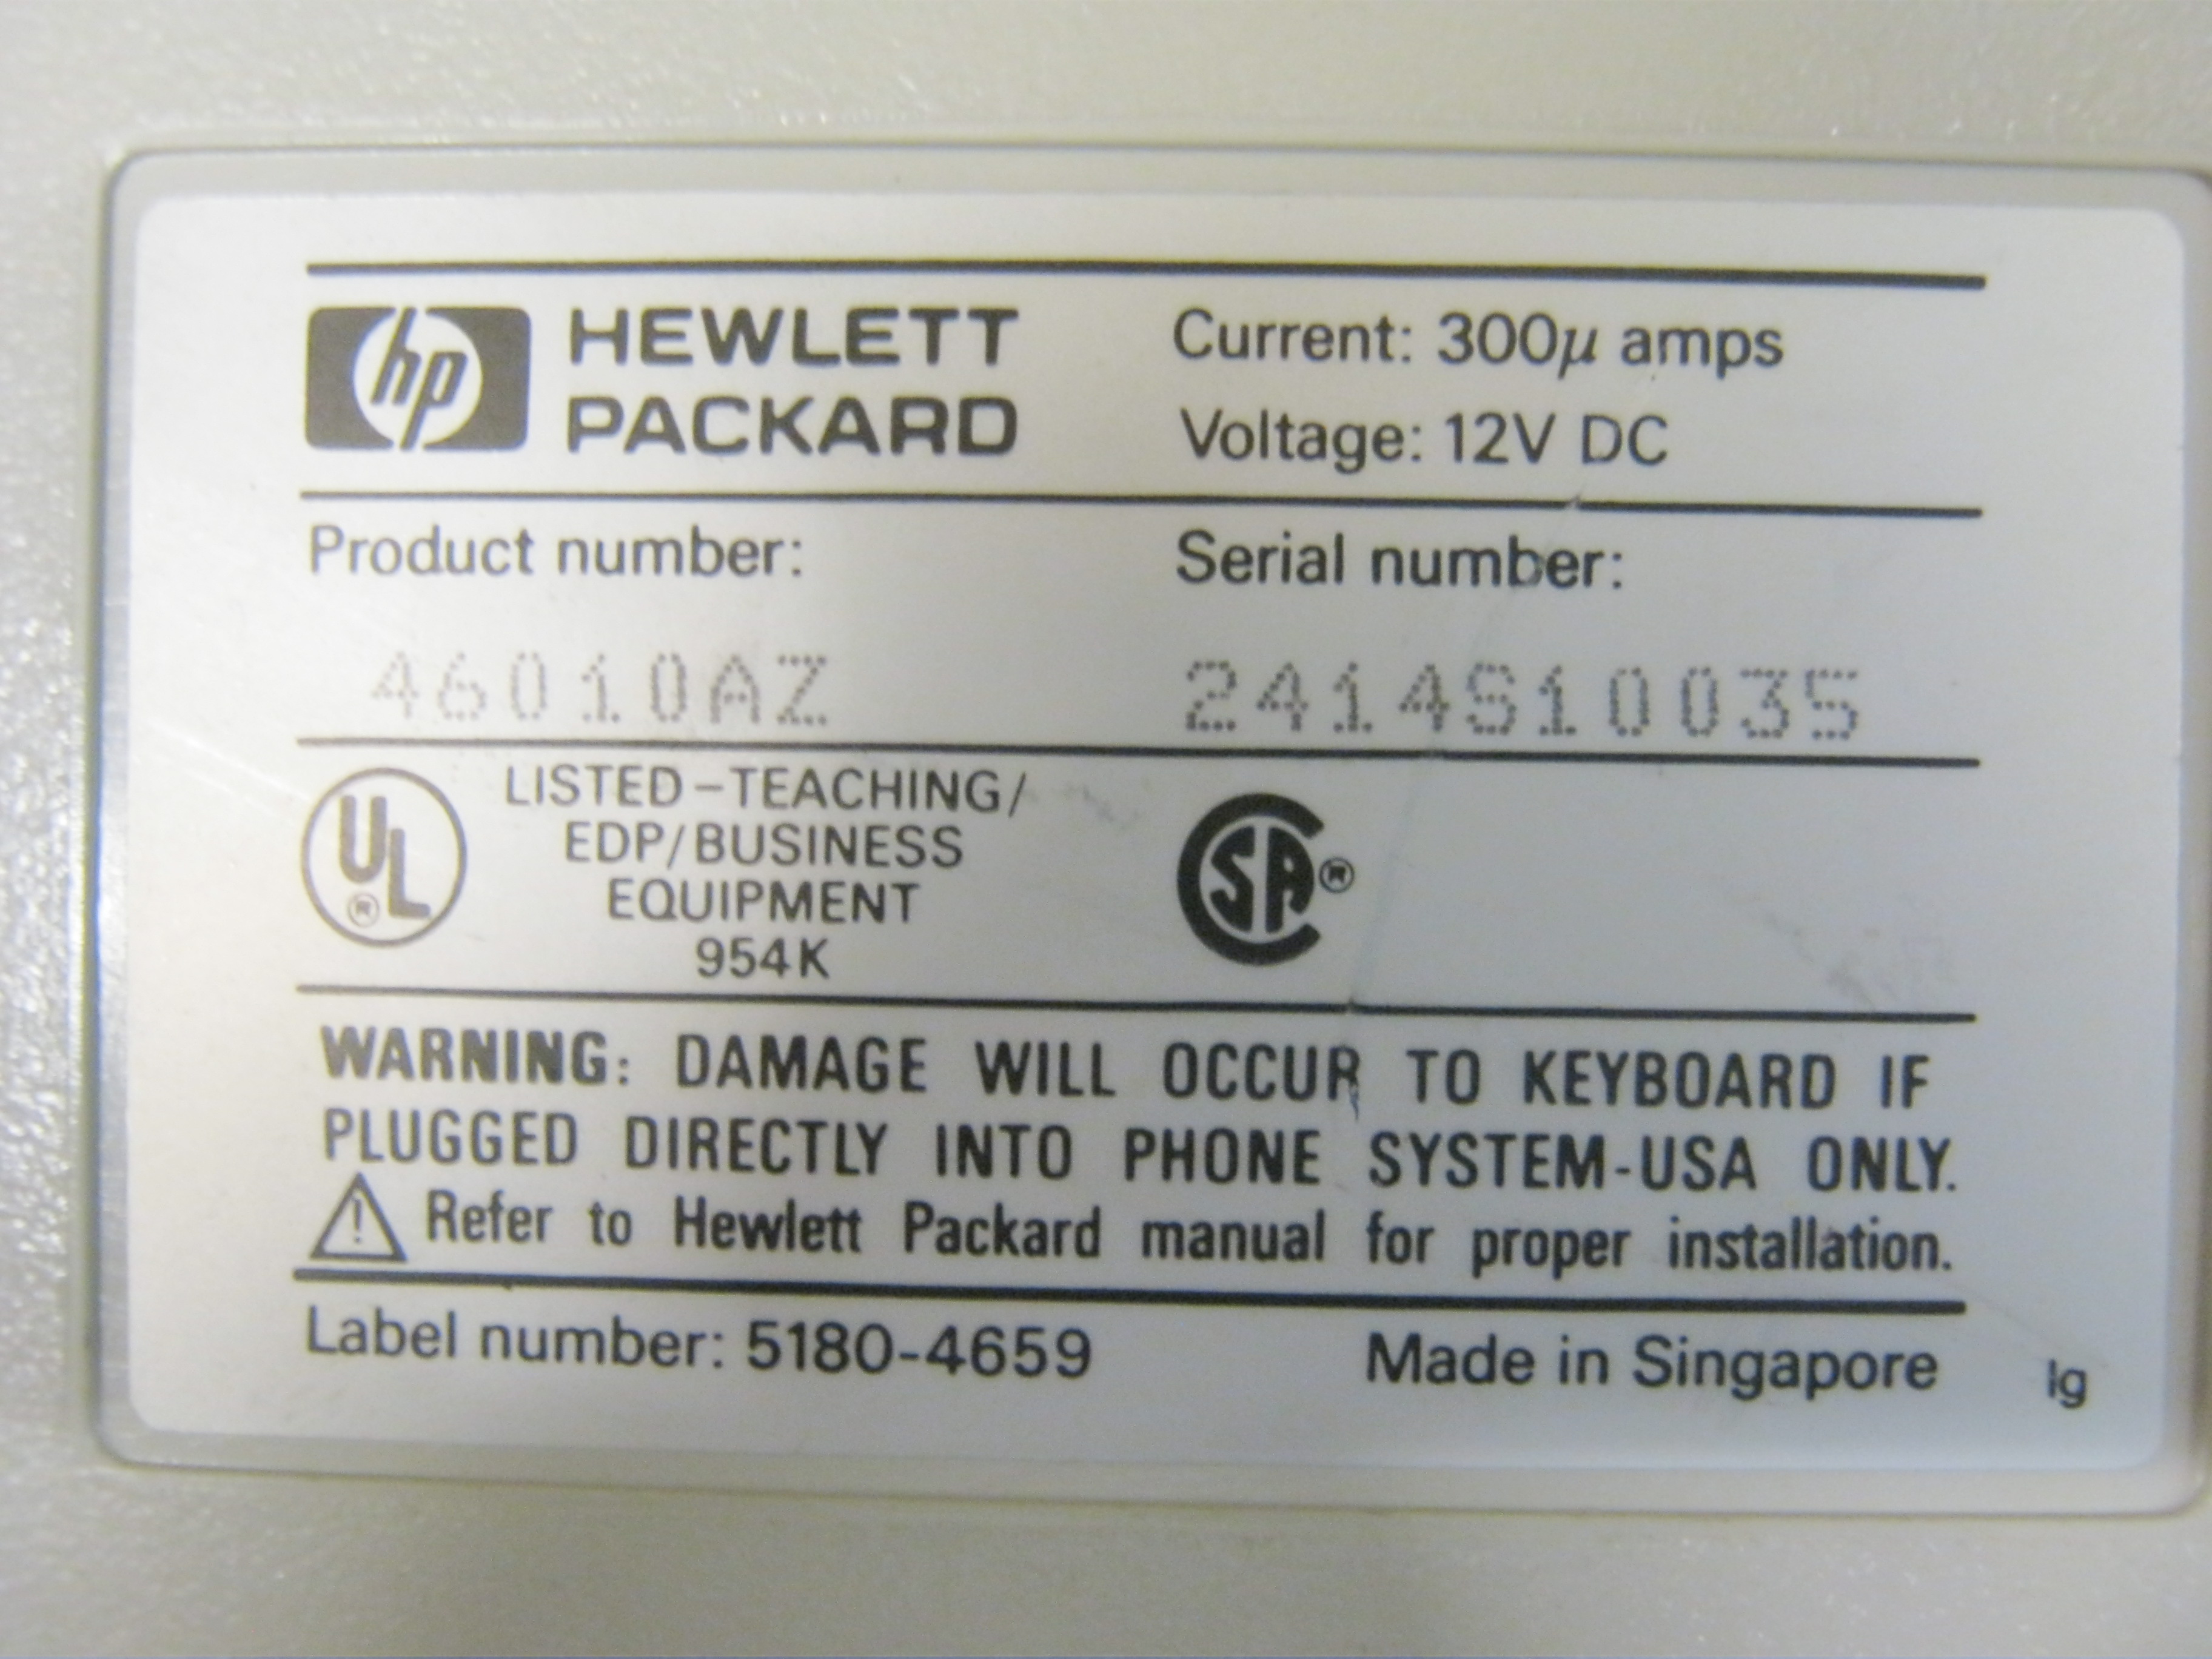 hp HEWLETT PACKARD
Current: 300µ amps
Voltage: 12V DC
Product number:
46010AZ
Serial number:
2414S10035
UL ® LISTED-TEACHING/
EDP/BUSINESS
EQUIPMENT
954K
CSA ®
WARNING: DAMAGE WILL OCCUR TO KEYBOARD IF
PLUGGED DIRECTLY INTO PHONE SYSTEM-USA ONLY.
! Refer to Hewlett Packard manual for proper installation.
Label number: 5180-4659
Made in Singapore
lg